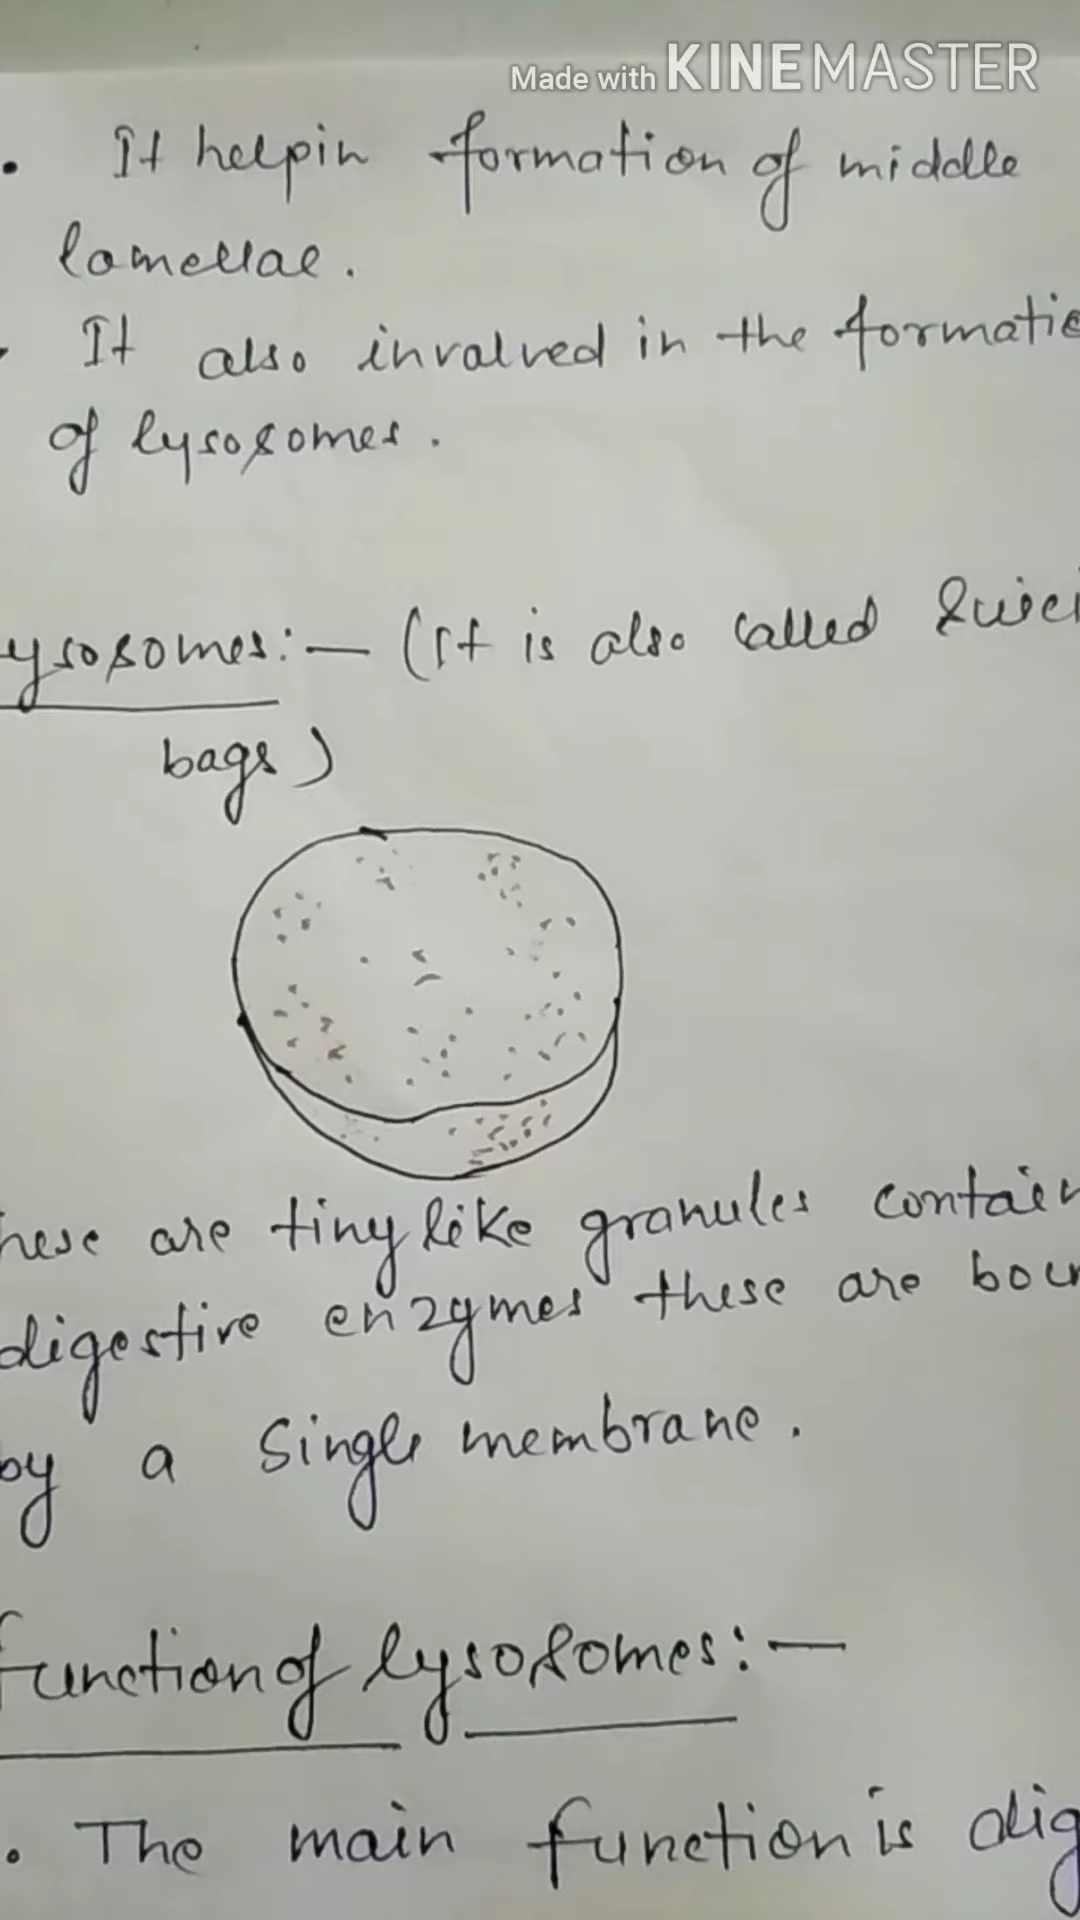 Made with KINEMASTER
. It helpin formation of middle
lamellae.
It also invalved in the formatio
of lysosomes.
ysosomes:— (It is also called Suici
bags)
hese are tiny like granules contain
digestive enzymes these are boun
by a Single membrane.
function of lysosomes:—
. The main function is dig